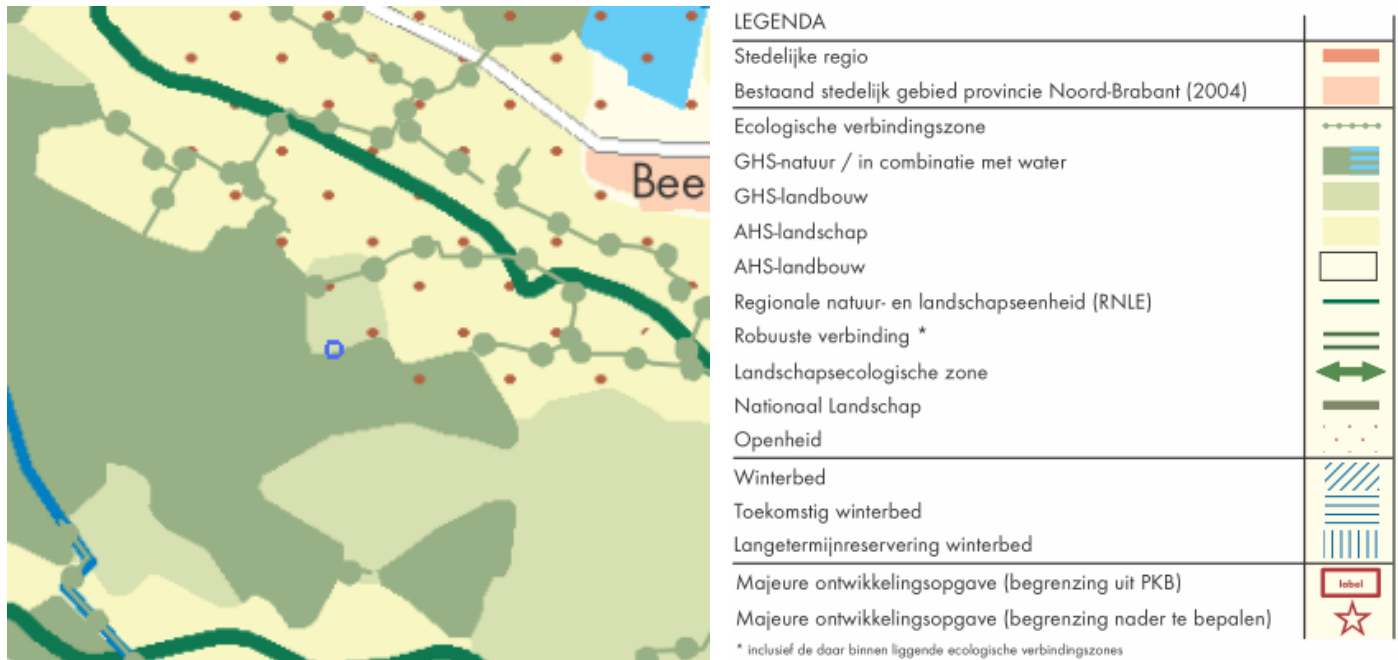 Bee
LEGENDA
Stedelijke regio
Bestaand stedelijk gebied provincie Noord-Brabant (2004)
Ecologische verbindingszone
GHS-natuur / in combinatie met water
GHS-landbouw
AHS-landschap
AHS-landbouw
Regionale natuur- en landschapseenheid (RNLE)
Robuuste verbinding *
Landschapsecologische zone
Nationaal Landschap
Openheid
Winterbed
Toekomstig winterbed
Langetermijnreservering winterbed
Majeure ontwikkelingsopgave (begrenzing uit PKB)
label
Majeure ontwikkelingsopgave (begrenzing nader te bepalen)
* inclusief de daar binnen liggende ecologische verbindingszones